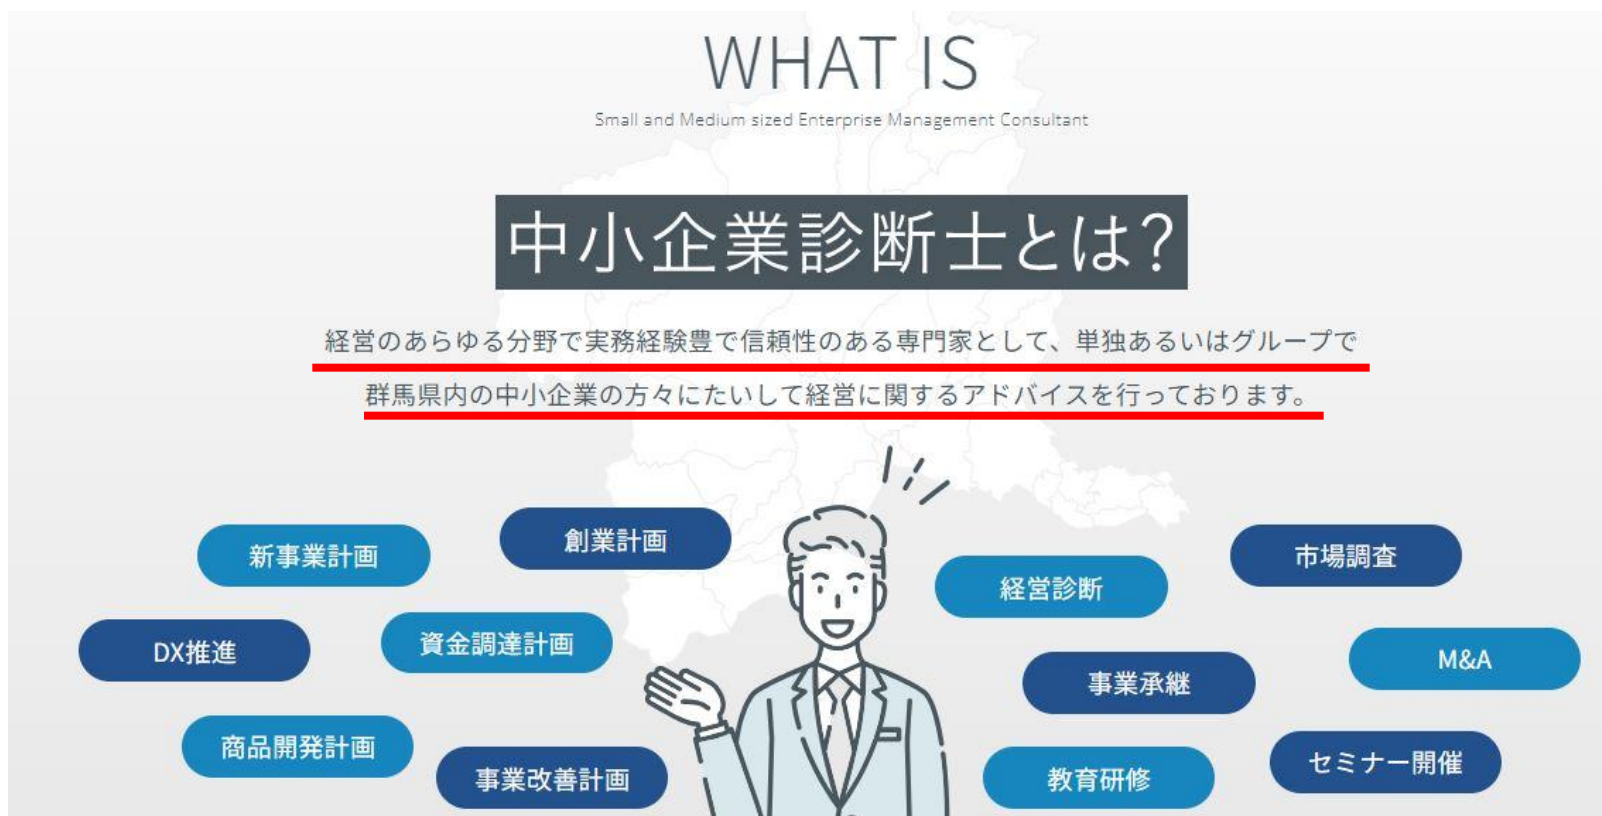 WHAT IS
Small and Medium sized Enterprise Management Consultant
中小企業診断士とは？
経営のあらゆる分野で実務経験豊で信頼性のある専門家として、単独あるいはグループで
群馬県内の中小企業の方々にたいして経営に関するアドバイスを行っております。
新事業計画
創業計画
DX推進
資金調達計画
商品開発計画
事業改善計画
経営診断
市場調査
事業承継
M&A
教育研修
セミナー開催